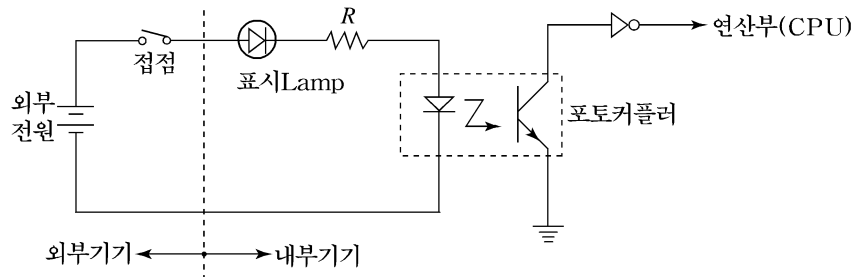 R
연산부(CPU)
접점
표시Lamp
외부
전원
포토커플러
외부기기
내부기기